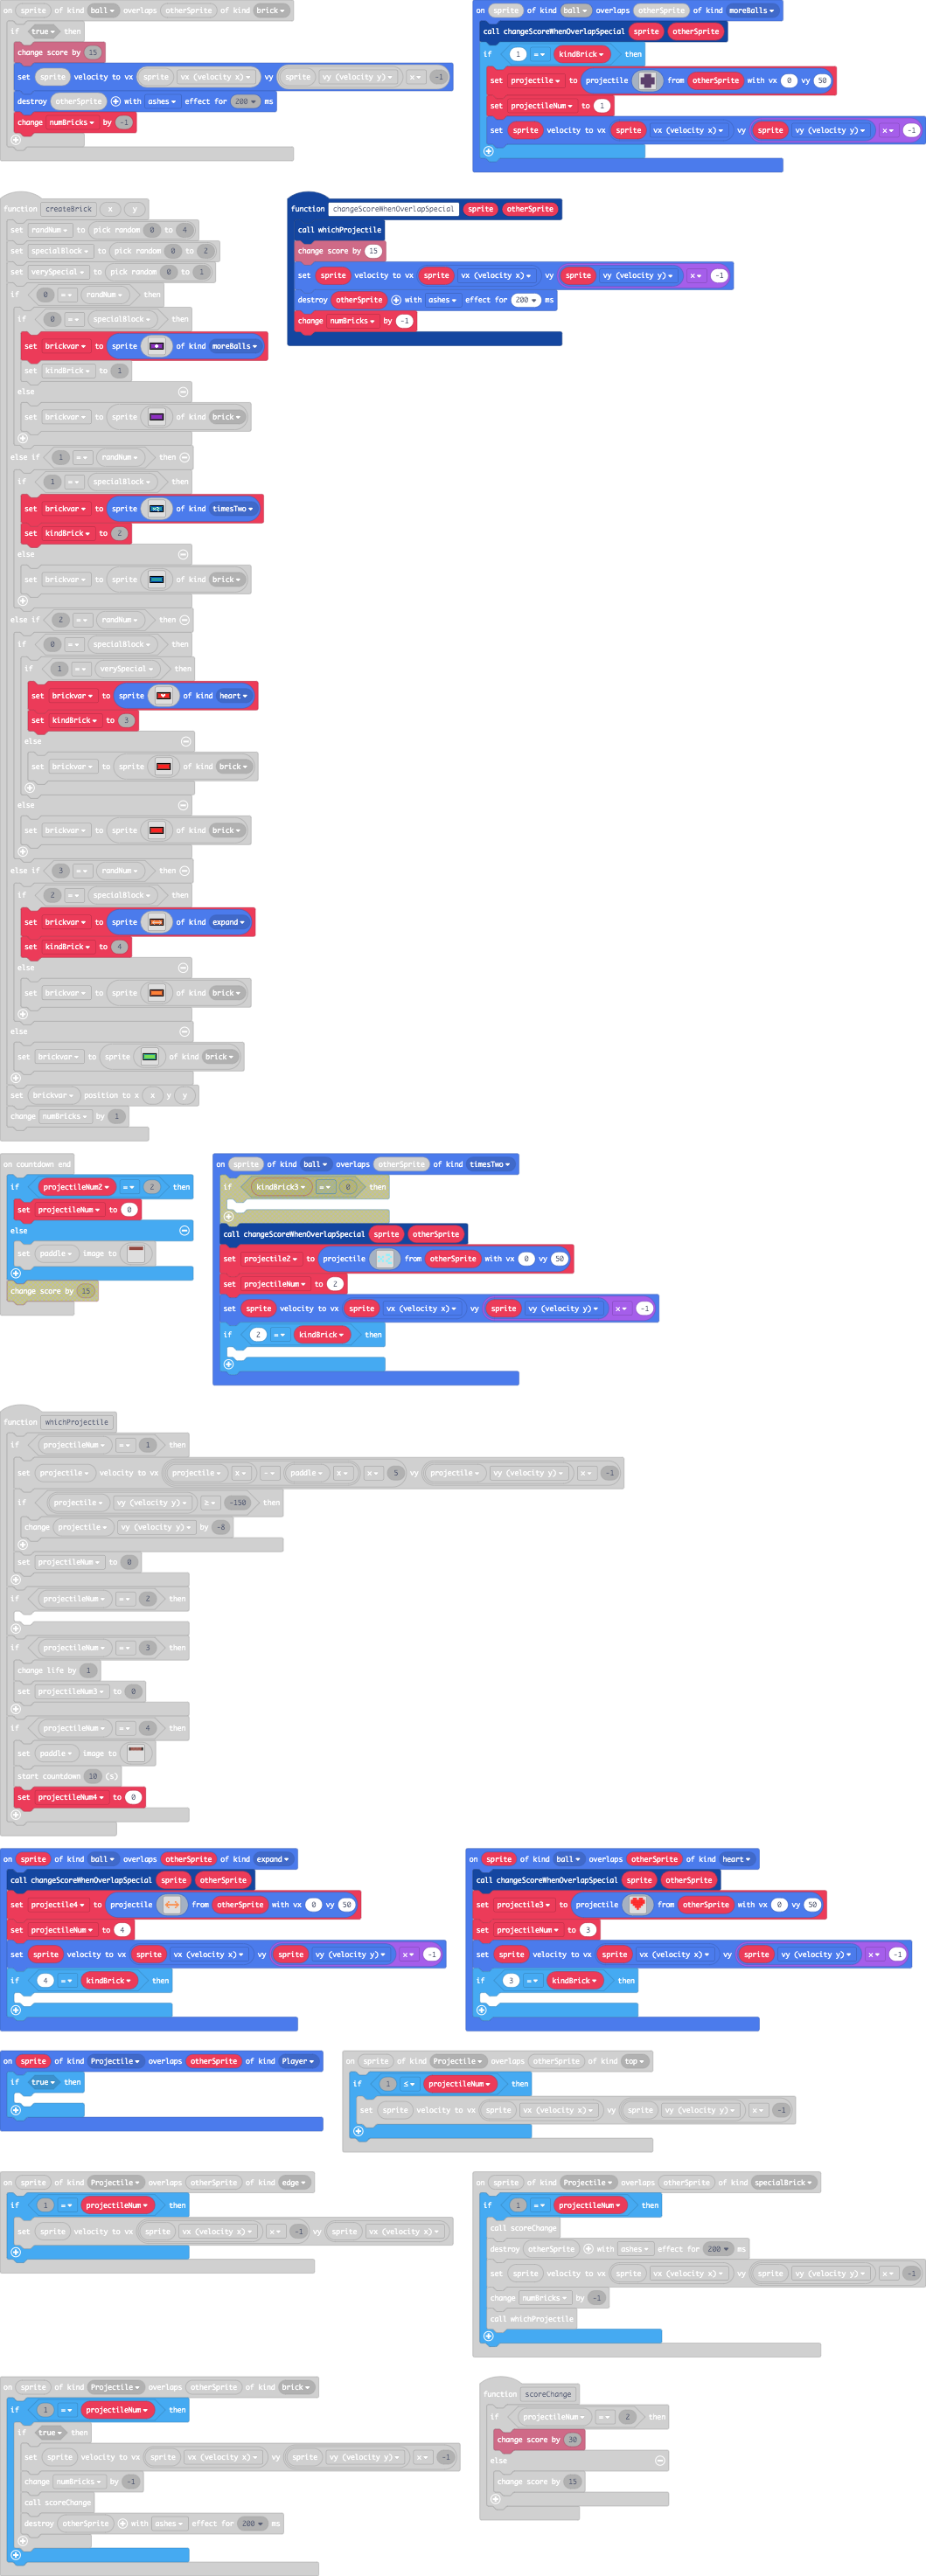 on sprite of kind ball overlaps otherSprite of kind brick
if true then
change score by 15
set sprite velocity to vx sprite vx (velocity x) vy sprite vy (velocity y) x -1
destroy otherSprite with ashes effect for 200 ms
change numBricks by -1
on sprite of kind ball overlaps otherSprite of kind moreBalls
call changeScoreWhenOverlapSpecial sprite otherSprite
if 1 = kindBrick then
set projectile to projectile from otherSprite with vx 0 vy 50
set projectileNum to 1
set sprite velocity to vx sprite vx (velocity x) vy sprite vy (velocity y) x -1
function createBrick x y
set randNum to pick random 0 to 4
set specialBlock to pick random 0 to 2
set verySpecial to pick random 0 to 1
if 0 = randNum then
if 0 = specialBlock then
set brickvar to sprite of kind moreBalls
set kindBrick to 1
else
set brickvar to sprite of kind brick
else if 1 = randNum then
if 1 = specialBlock then
set brickvar to sprite of kind timesTwo
set kindBrick to 2
else
set brickvar to sprite of kind brick
else if 2 = randNum then
if 0 = specialBlock then
if 1 = verySpecial then
set brickvar to sprite of kind heart
set kindBrick to 3
else
set brickvar to sprite of kind brick
else
set brickvar to sprite of kind brick
else if 3 = randNum then
if 2 = specialBlock then
set brickvar to sprite of kind expand
set kindBrick to 4
else
set brickvar to sprite of kind brick
else
set brickvar to sprite of kind brick
set brickvar position to x x y y
change numBricks by 1
function changeScoreWhenOverlapSpecial sprite otherSprite
call whichProjectile
change score by 15
set sprite velocity to vx sprite vx (velocity x) vy sprite vy (velocity y) x -1
destroy otherSprite with ashes effect for 200 ms
change numBricks by -1
on countdown end
if projectileNum2 = 2 then
set projectileNum to 0
else
set paddle image to
change score by 15
on sprite of kind ball overlaps otherSprite of kind timesTwo
if kindBrick3 = 0 then
call changeScoreWhenOverlapSpecial sprite otherSprite
set projectile2 to projectile from otherSprite with vx 0 vy 50
set projectileNum to 2
set sprite velocity to vx sprite vx (velocity x) vy sprite vy (velocity y) x -1
if 2 = kindBrick then
function whichProjectile
if projectileNum = 1 then
set projectile velocity to vx projectile x - paddle x x 5 vy projectile vy (velocity y) x -1
if projectile vy (velocity y) ≥ -150 then
change projectile vy (velocity y) by -8
set projectileNum to 0
if projectileNum = 2 then
if projectileNum = 3 then
change life by 1
set projectileNum3 to 0
if projectileNum = 4 then
set paddle image to
start countdown 10 (s)
set projectileNum4 to 0
on sprite of kind ball overlaps otherSprite of kind expand
call changeScoreWhenOverlapSpecial sprite otherSprite
set projectile4 to projectile from otherSprite with vx 0 vy 50
set projectileNum to 4
set sprite velocity to vx sprite vx (velocity x) vy sprite vy (velocity y) x -1
if 4 = kindBrick then
on sprite of kind ball overlaps otherSprite of kind heart
call changeScoreWhenOverlapSpecial sprite otherSprite
set projectile3 to projectile from otherSprite with vx 0 vy 50
set projectileNum to 3
set sprite velocity to vx sprite vx (velocity x) vy sprite vy (velocity y) x -1
if 3 = kindBrick then
on sprite of kind Projectile overlaps otherSprite of kind Player
if true then
on sprite of kind Projectile overlaps otherSprite of kind top
if 1 ≤ projectileNum then
set sprite velocity to vx sprite vx (velocity x) vy sprite vy (velocity y) x -1
on sprite of kind Projectile overlaps otherSprite of kind edge
if 1 = projectileNum then
set sprite velocity to vx sprite vx (velocity x) x -1 vy sprite vx (velocity x)
on sprite of kind Projectile overlaps otherSprite of kind specialBrick
if 1 = projectileNum then
call scoreChange
destroy otherSprite with ashes effect for 200 ms
set sprite velocity to vx sprite vx (velocity x) vy sprite vy (velocity y) x -1
change numBricks by -1
call whichProjectile
on sprite of kind Projectile overlaps otherSprite of kind brick
if 1 = projectileNum then
if true then
set sprite velocity to vx sprite vx (velocity x) vy sprite vy (velocity y) x -1
change numBricks by -1
call scoreChange
destroy otherSprite with ashes effect for 200 ms
function scoreChange
if projectileNum = 2 then
change score by 30
else
change score by 15